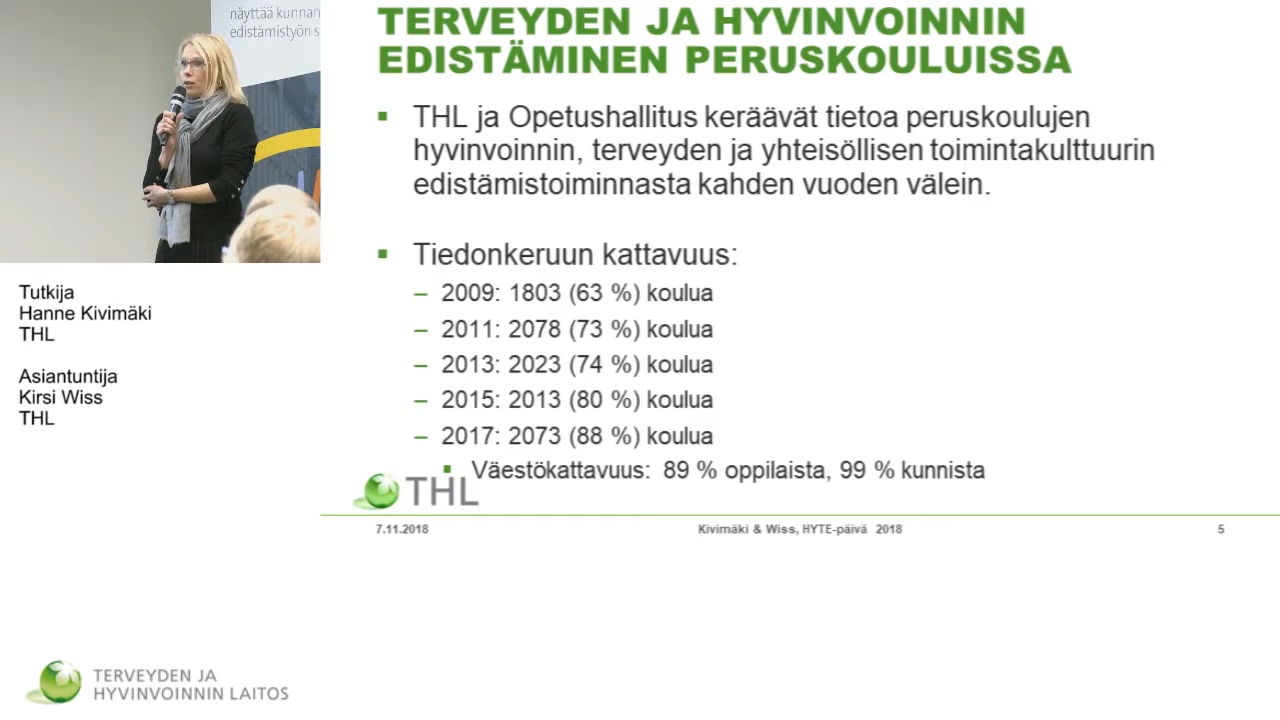 näyttää kunnan
edistämistyön s
Tutkija
Hanne Kivimäki
THL
Asiantuntija
Kirsi Wiss
THL
TERVEYDEN JA HYVINVOINNIN
EDISTÄMINEN PERUSKOULUISSA
▪ THL ja Opetushallitus keräävät tietoa peruskoulujen
hyvinvoinnin, terveyden ja yhteisöllisen toimintakulttuurin
edistämistoiminnasta kahden vuoden välein.
▪ Tiedonkeruun kattavuus:
– 2009: 1803 (63 %) koulua
– 2011: 2078 (73 %) koulua
– 2013: 2023 (74 %) koulua
– 2015: 2013 (80 %) koulua
– 2017: 2073 (88 %) koulua
▪ Väestökattavuus: 89 % oppilaista, 99 % kunnista
THL
7.11.2018 Kivimäki & Wiss, HYTE-päivä 2018 5
TERVEYDEN JA
HYVINVOINNIN LAITOS